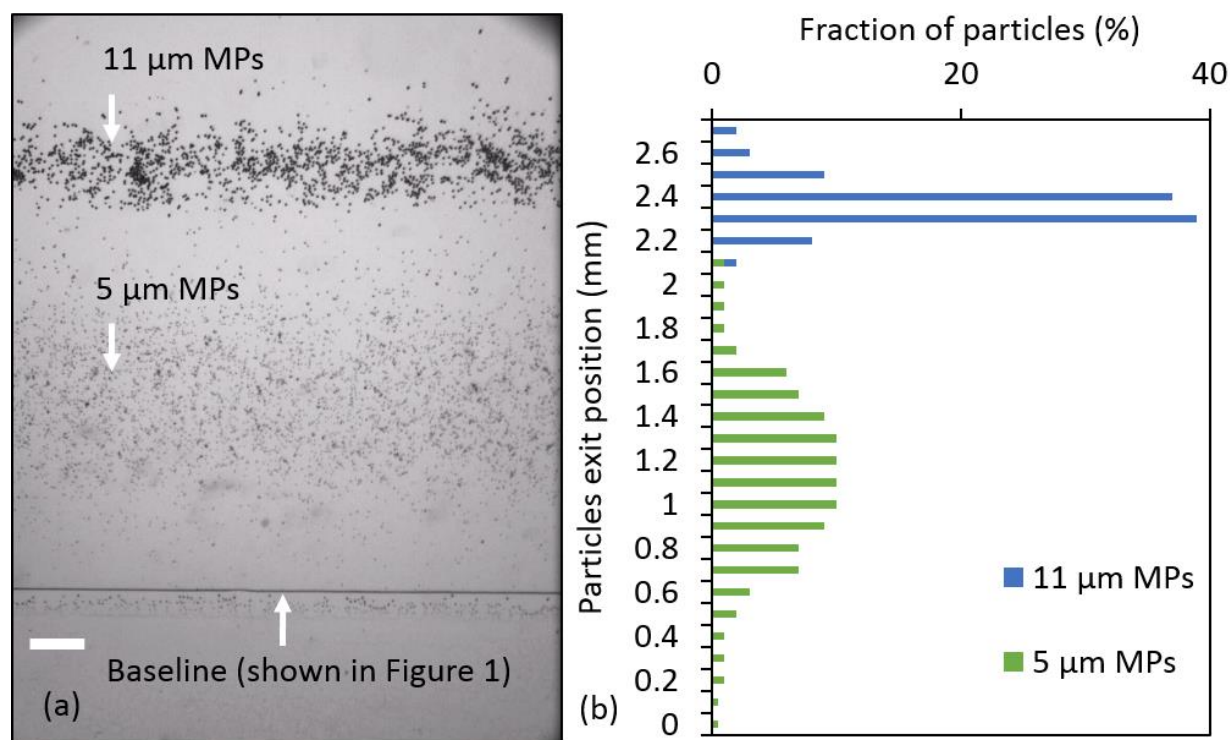 11 µm MPs
5 µm MPs
Baseline (shown in Figure 1)
(a)
Fraction of particles (%)
0 20 40
Particles exit position (mm)
2.6
2.4
2.2
2
1.8
1.6
1.4
1.2
1
0.8
0.6
0.4
0.2
0
11 µm MPs
5 µm MPs
(b)